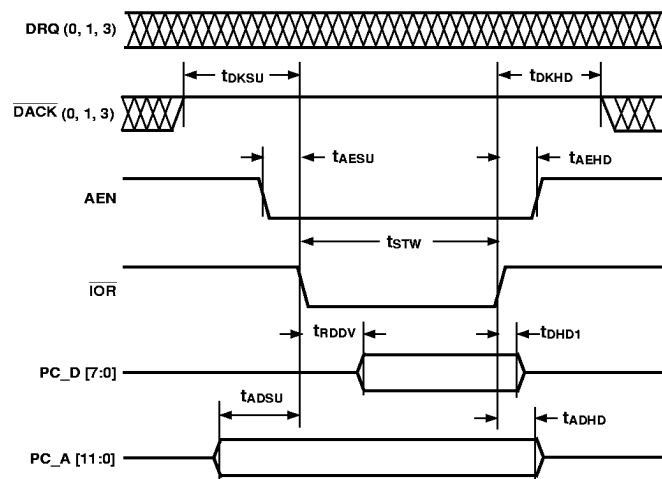 DRQ (0, 1, 3)
tDKSU
tDKHD
DACK (0, 1, 3)
tAESU
tAEHD
AEN
tSTW
IOR
tRDDV
tDHD1
PC_D [7:0]
tADSU
tADHD
PC_A [11:0]